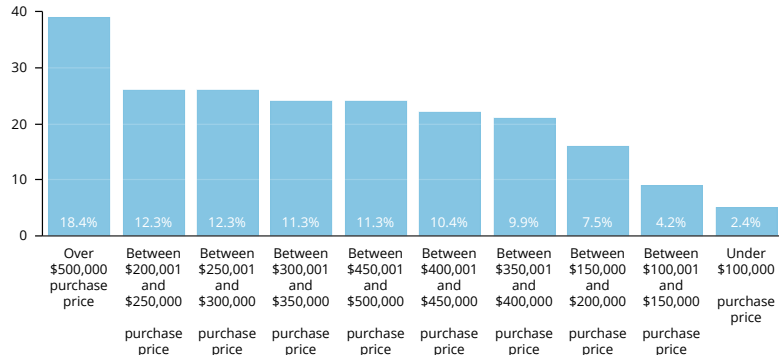 40
30
20
10
0
18.4%
12.3%
12.3%
11.3%
11.3%
10.4%
9.9%
7.5%
4.2%
2.4%
Over
$500,000
purchase
price
Between
$200,001
and
$250,000
purchase
price
Between
$250,001
and
$300,000
purchase
price
Between
$300,001
and
$350,000
purchase
price
Between
$450,001
and
$500,000
purchase
price
Between
$400,001
and
$450,000
purchase
price
Between
$350,001
and
$400,000
purchase
price
Between
$150,000
and
$200,000
purchase
price
Between
$100,001
and
$150,000
purchase
price
Under
$100,000
purchase
price